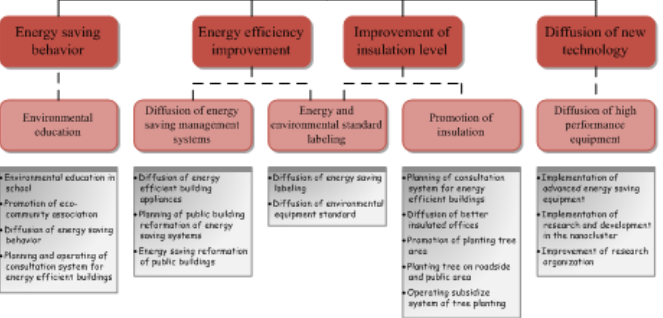 Energy saving
behavior
Energy efficiency
improvement
Improvement of
insulation level
Diffusion of new
technology
Environmental
education
Diffusion of energy
saving management
systems
Energy and
environmental standard
labeling
Promotion of
insulation
Diffusion of high
performance
equipment
•Environmental education in
school
•Promotion of eco-
community association
•Diffusion of energy saving
behavior
•Planning and operating of
consultation system for
energy efficient buildings
•Diffusion of energy
efficient building
appliances
•Planning of public building
reformation of energy
saving systems
•Energy saving reformation
of public buildings
•Diffusion of energy saving
labeling
•Diffusion of environmental
equipment standard
•Planning of consultation
system for energy
efficient buildings
•Diffusion of better
insulated offices
•Promotion of planting tree
area
•Planting tree on roadside
and public area
•Operating subsidize
system of tree planting
•Implementation of
advanced energy saving
equipment
•Implementation of
research and development
in the nanocluster
•Improvement of research
organization